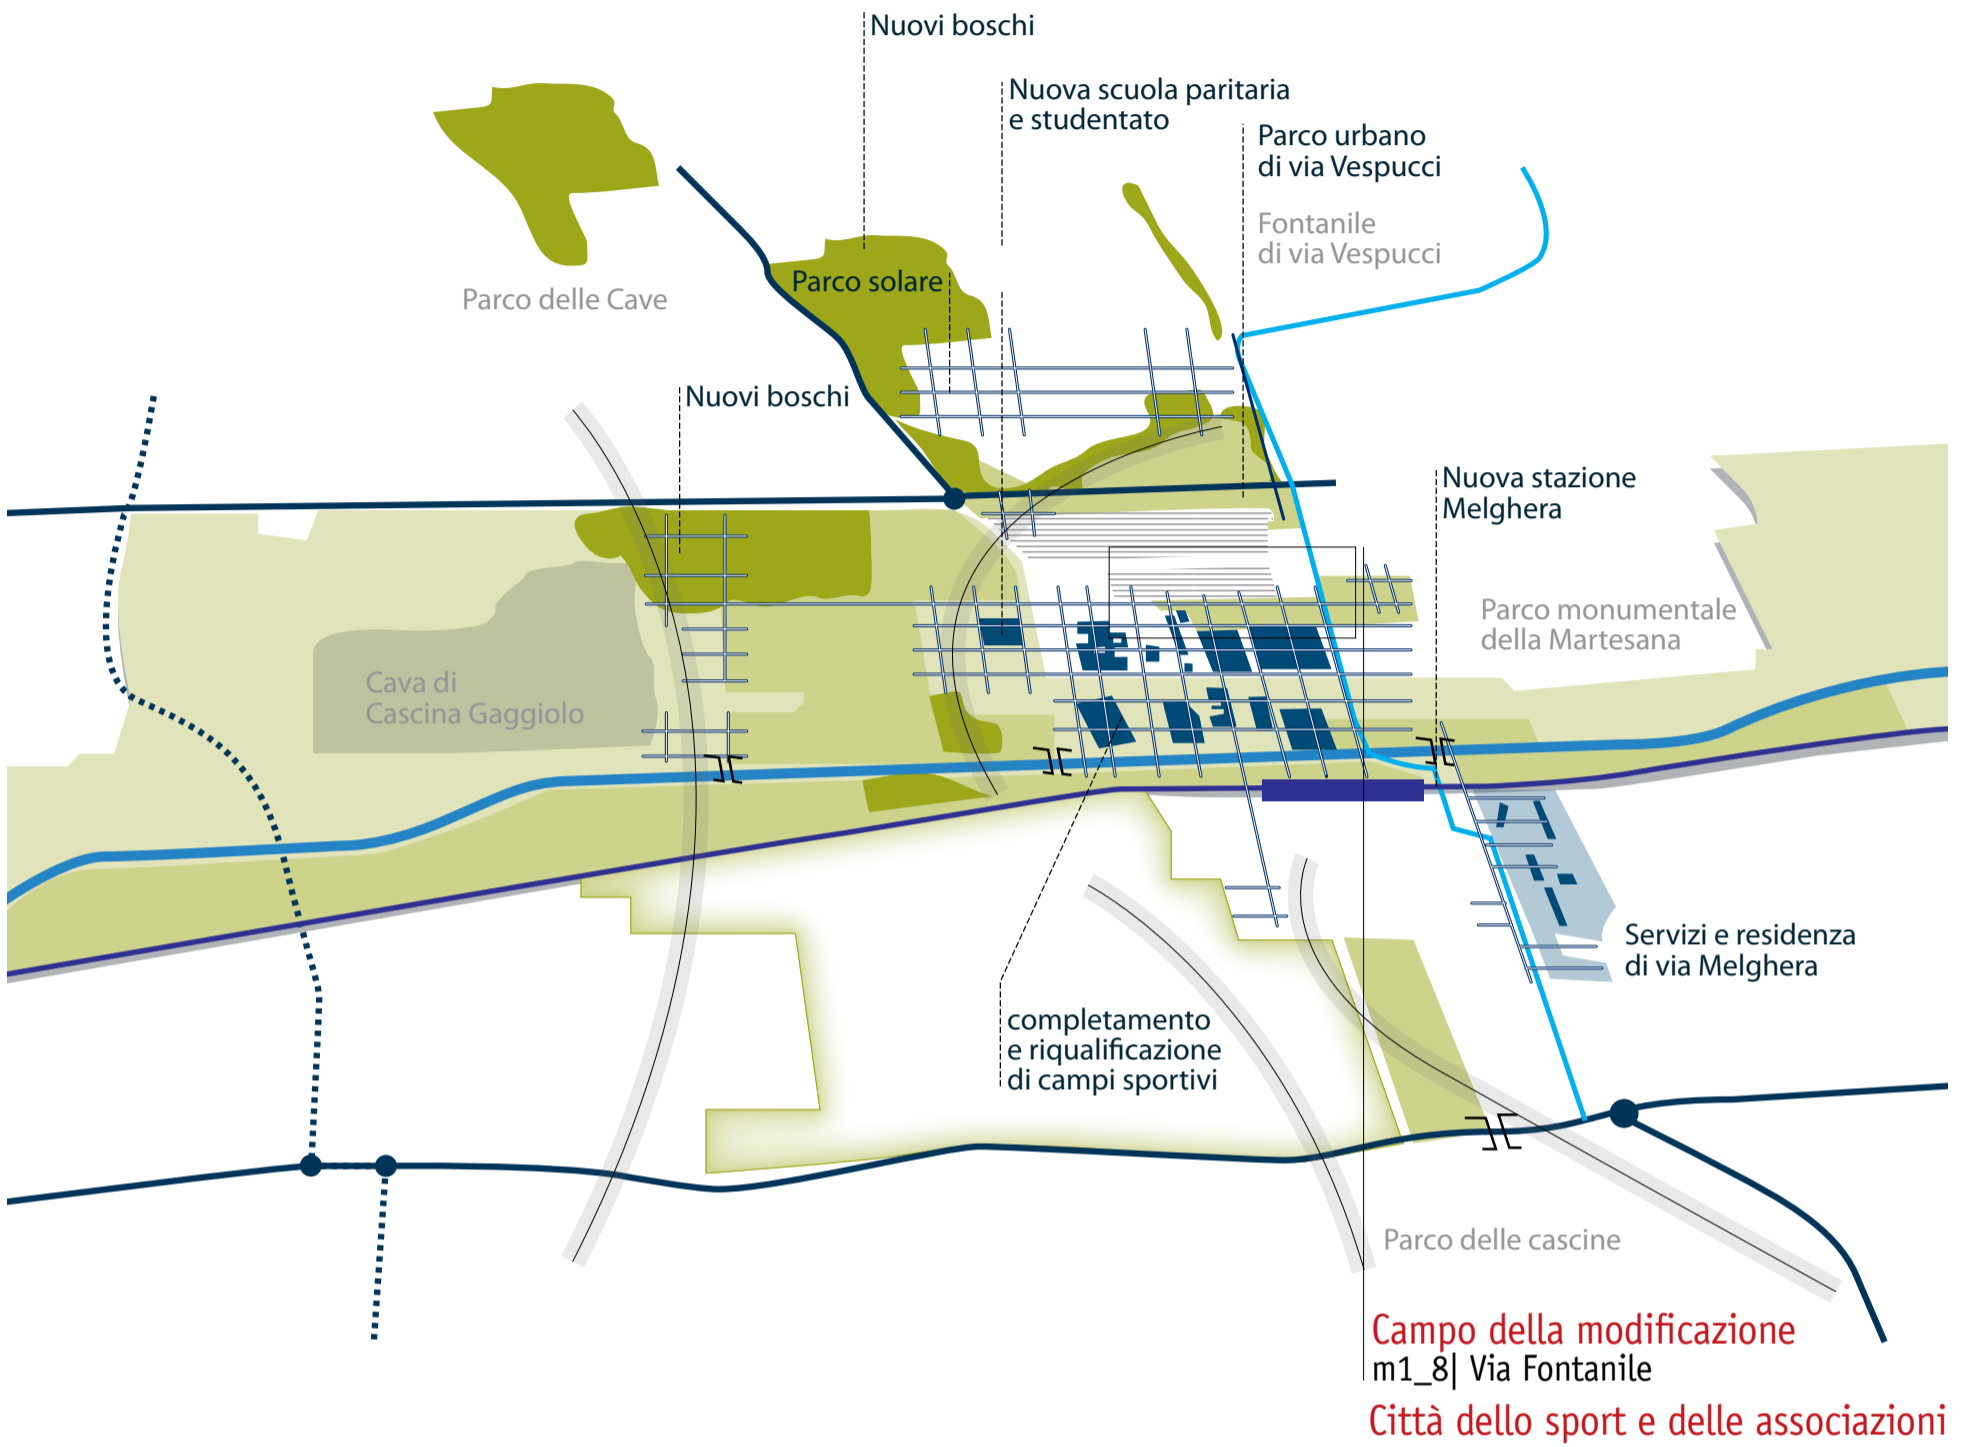 Nuovi boschi
Nuova scuola paritaria
e studentato
Parco urbano
di via Vespucci
Fontanile
di via Vespucci
Parco solare
Parco delle Cave
Nuovi boschi
Nuova stazione
Melghera
Parco monumentale
della Martesana
Cava di
Cascina Gaggiolo
Servizi e residenza
di via Melghera
completamento
e riqualificazione
di campi sportivi
Parco delle cascine
Campo della modificazione
m1_8| Via Fontanile
Città dello sport e delle associazioni